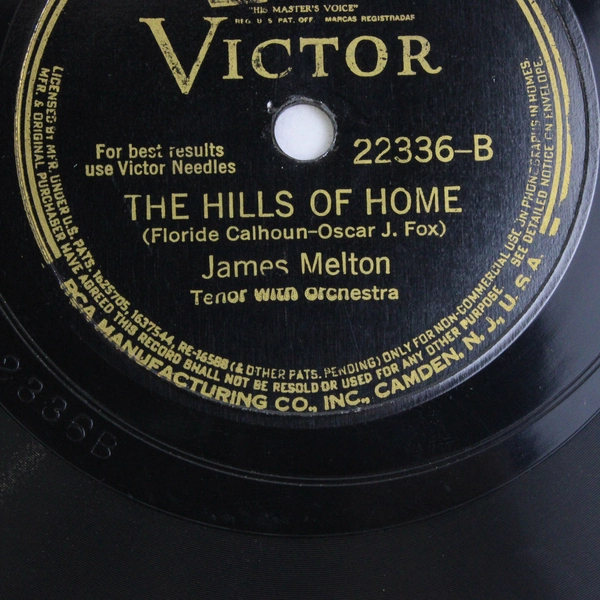 "HIS MASTER'S VOICE"
REG. U S PAT. OFF. MARCAS REGISTRADAS
VICTOR
For best results
use Victor Needles
22336-B
THE HILLS OF HOME
(Floride Calhoun-Oscar J. Fox)
James Melton
Tenor with Orchestra
LICENSED BY MFR. UNDER U.S. PATS. 1625705, 1637544, RE-16588 (& OTHER PATS. PENDING) ONLY FOR NON-COMMERCIAL USE ON PHONOGRAPHS IN HOMES.
MFR. & ORIGINAL PURCHASER HAVE AGREED THIS RECORD SHALL NOT BE RESOLD OR USED FOR ANY OTHER PURPOSE. SEE DETAILED NOTICE ON ENVELOPE.
RCA MANUFACTURING CO., INC., CAMDEN, N. J., U. S. A.
22336B